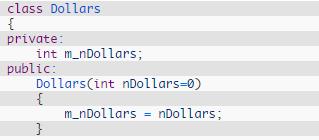 class Dollars
{
private:
    int m_nDollars;
public:
    Dollars(int nDollars=0)
    {
        m_nDollars = nDollars;
    }